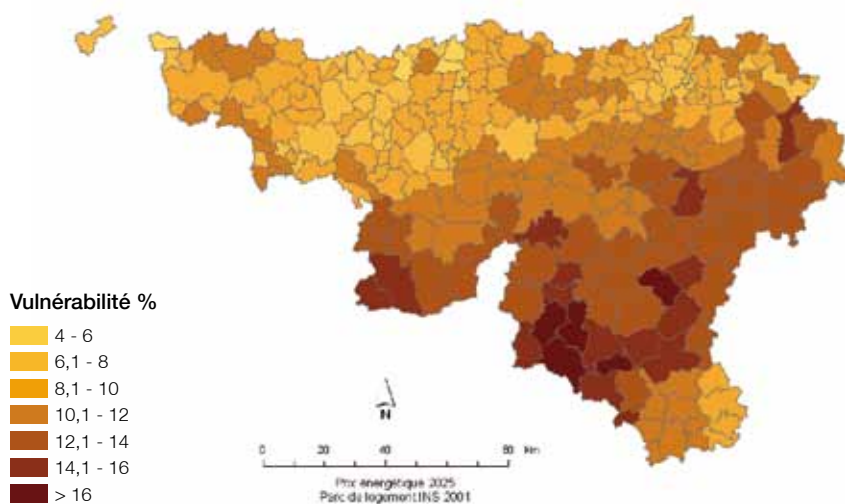 Vulnérabilité %
4 - 6
6,1 - 8
8,1 - 10
10,1 - 12
12,1 - 14
14,1 - 16
> 16
N
0 20 40 60 km
Prix énergétique 2025
Parc de logement INS 2001